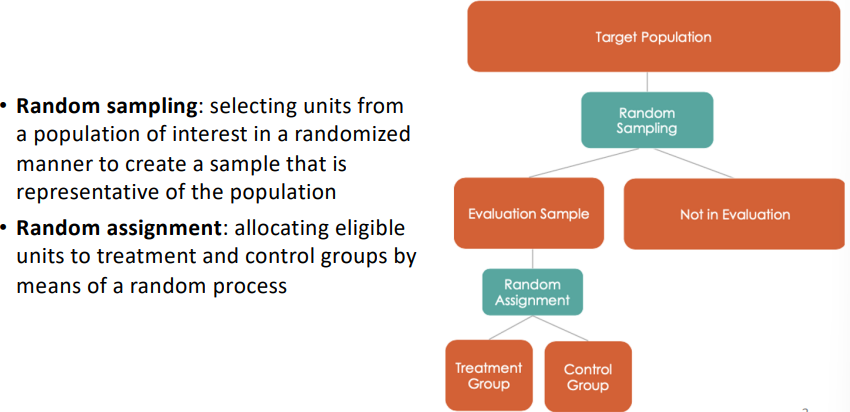 • Random sampling: selecting units from
a population of interest in a randomized
manner to create a sample that is
representative of the population
• Random assignment: allocating eligible
units to treatment and control groups by
means of a random process
Target Population
Random
Sampling
Evaluation Sample
Not in Evaluation
Random
Assignment
Treatment
Group
Control
Group